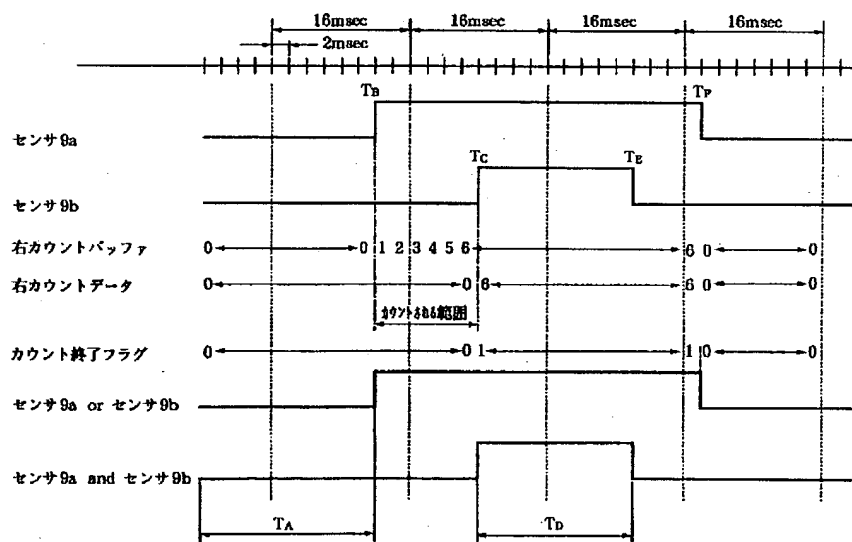 16msec 16msec 16msec 16msec
2msec
TB TF
センサ9a
TC TE
センサ9b
右カウントバッファ 0 0 1 2 3 4 5 6 6 0 0
右カウントデータ 0 0 6 6 0 0
カウントされる範囲
カウント終了フラグ 0 0 1 1 0 0
センサ9a or センサ9b
センサ9a and センサ9b
TA TD